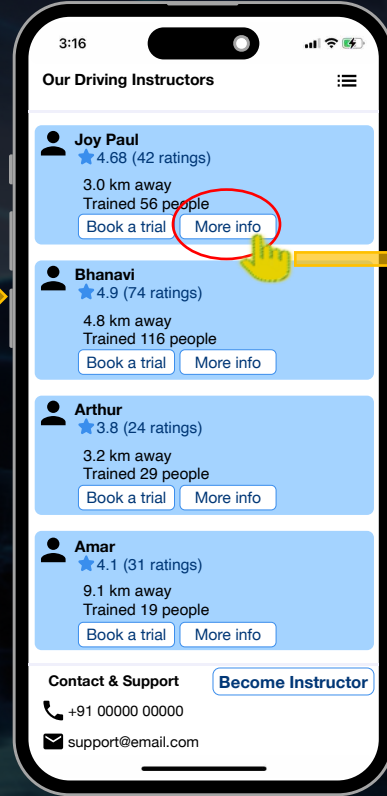 3:16
Our Driving Instructors
Joy Paul
4.68 (42 ratings)
3.0 km away
Trained 56 people
Book a trial More info
Bhanavi
4.9 (74 ratings)
4.8 km away
Trained 116 people
Book a trial More info
Arthur
3.8 (24 ratings)
3.2 km away
Trained 29 people
Book a trial More info
Amar
4.1 (31 ratings)
9.1 km away
Trained 19 people
Book a trial More info
Contact & Support Become Instructor
+91 00000 00000
support@email.com